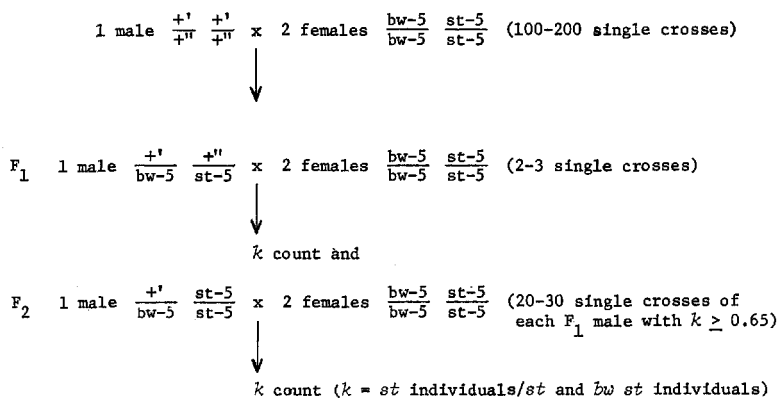 1 male +'/+" +'/+" x 2 females bw-5/bw-5 st-5/st-5 (100-200 single crosses)
F1 1 male +'/bw-5 +"/st-5 x 2 females bw-5/bw-5 st-5/st-5 (2-3 single crosses)
k count and
F2 1 male +'/bw-5 st-5/st-5 x 2 females bw-5/bw-5 st-5/st-5 (20-30 single crosses of
each F1 male with k ≥ 0.65)
k count (k = st individuals/st and bw st individuals)